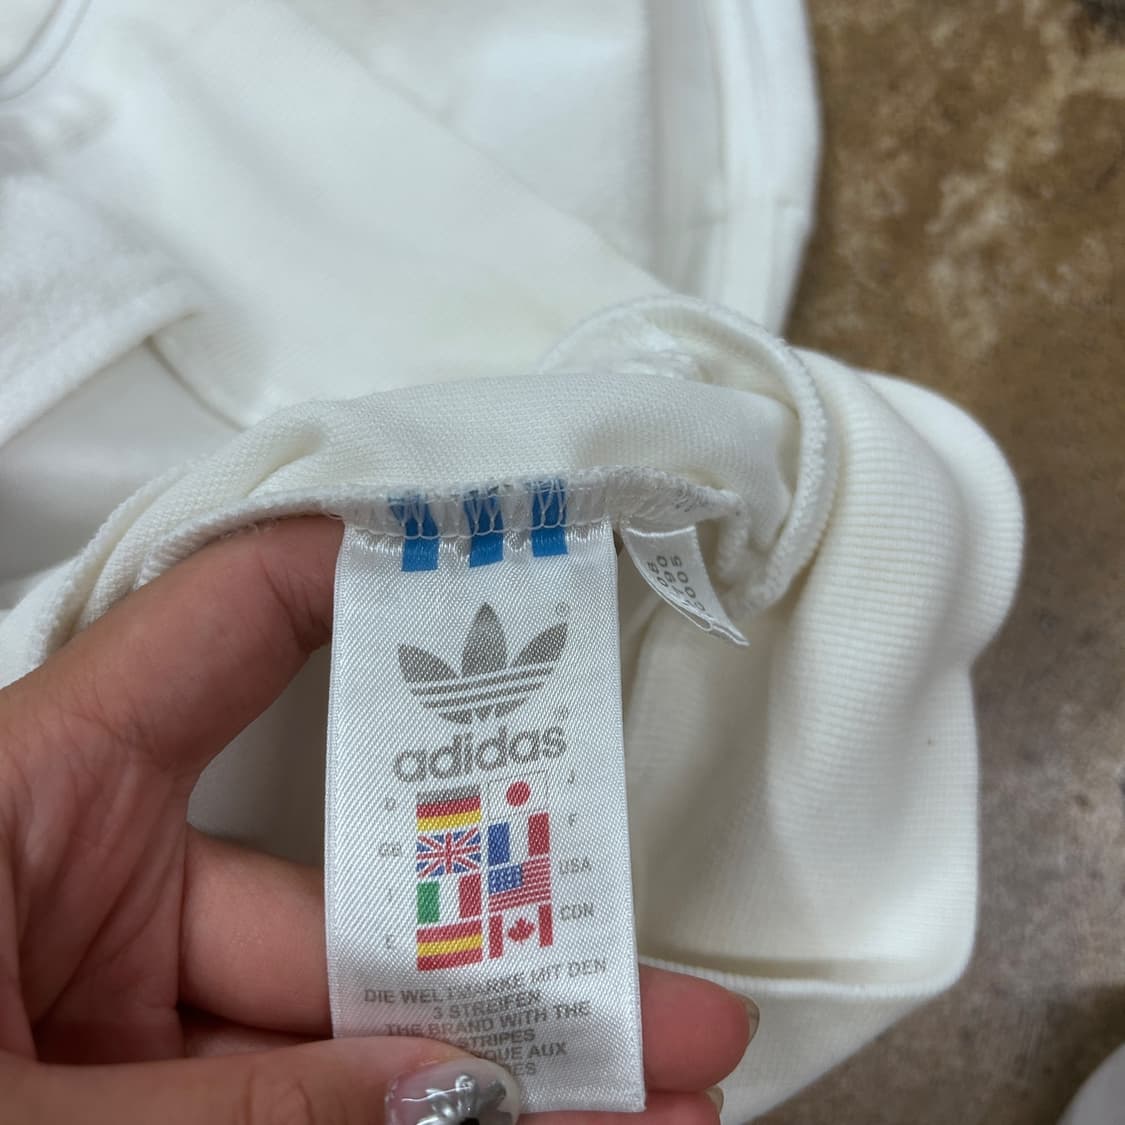 adidas
D
J
GB
F
I
USA
E
CDN
DIE WELTMARKE MIT DEN
3 STREIFEN
THE BRAND WITH THE
STRIPES
QUE AUX